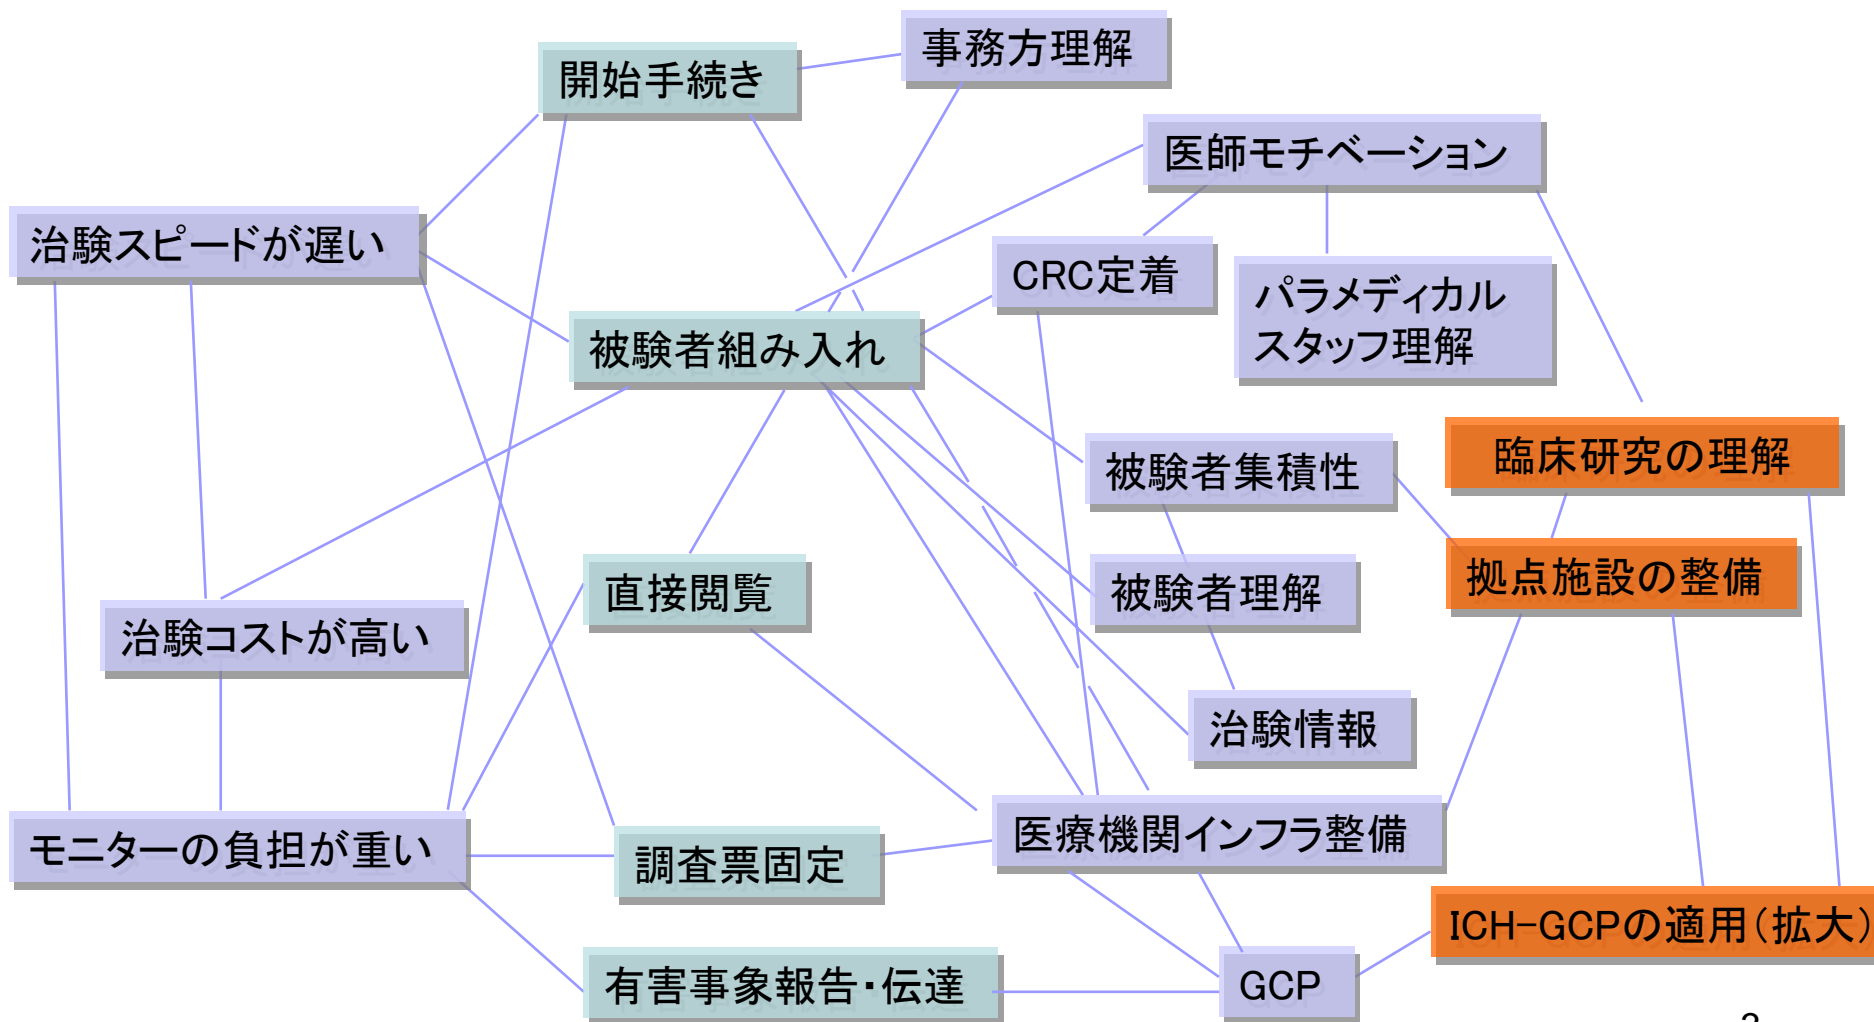 事務方理解
開始手続き
医師モチベーション
治験スピードが遅い
CRC定着
パラメディカル
スタッフ理解
被験者組み入れ
臨床研究の理解
被験者集積性
直接閲覧
被験者理解
拠点施設の整備
治験コストが高い
治験情報
医療機関インフラ整備
モニターの負担が重い
調査票固定
ICH-GCPの適用(拡大)
有害事象報告・伝達
GCP